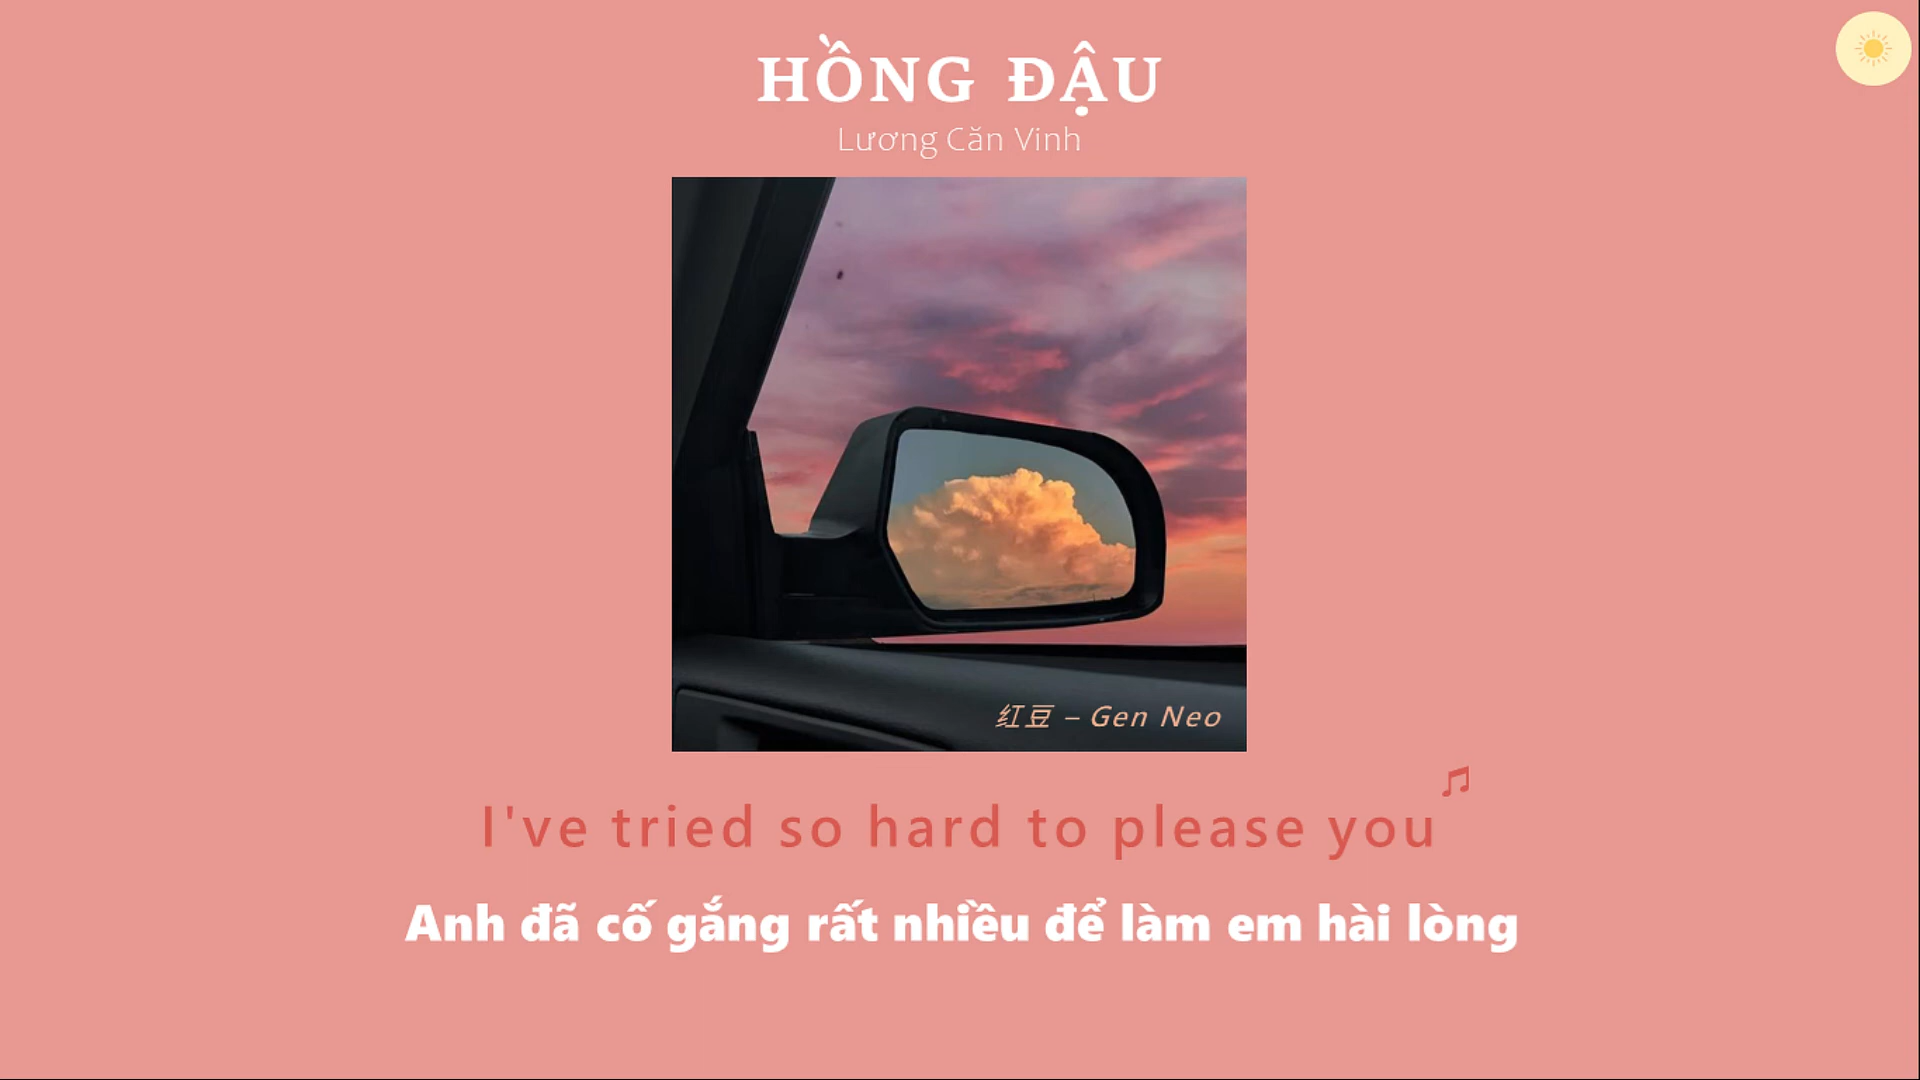 HỒNG ĐẬU
Lương Căn Vinh
红豆 – Gen Neo
I've tried so hard to please you
Anh đã cố gắng rất nhiều để làm em hài lòng